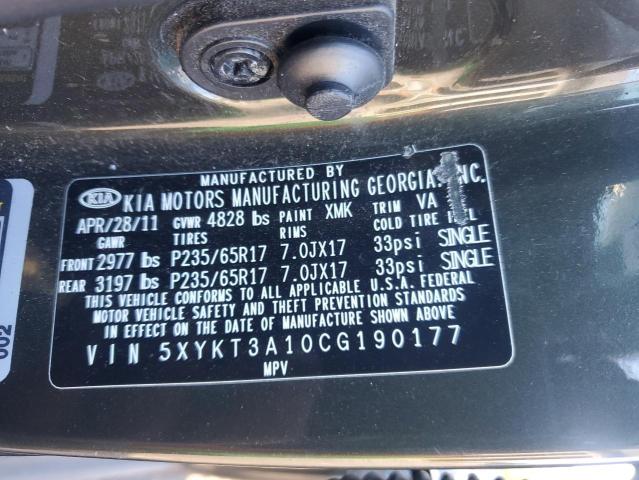 MANUFACTURED BY
KIA KIA MOTORS MANUFACTURING GEORGIA. INC.
APR/28/11 GVWR 4828 lbs PAINT XMK TRIM VA
GAWR TIRES RIMS COLD TIRE
FRONT 2977 lbs P235/65R17 7.0JX17 33psi SINGLE
REAR 3197 lbs P235/65R17 7.0JX17 33psi SINGLE
THIS VEHICLE CONFORMS TO ALL APPLICABLE U.S.A. FEDERAL
MOTOR VEHICLE SAFETY AND THEFT PREVENTION STANDARDS
IN EFFECT ON THE DATE OF MANUFACTURE SHOWN ABOVE
VIN 5XYKT3A10CG190177
MPV
002